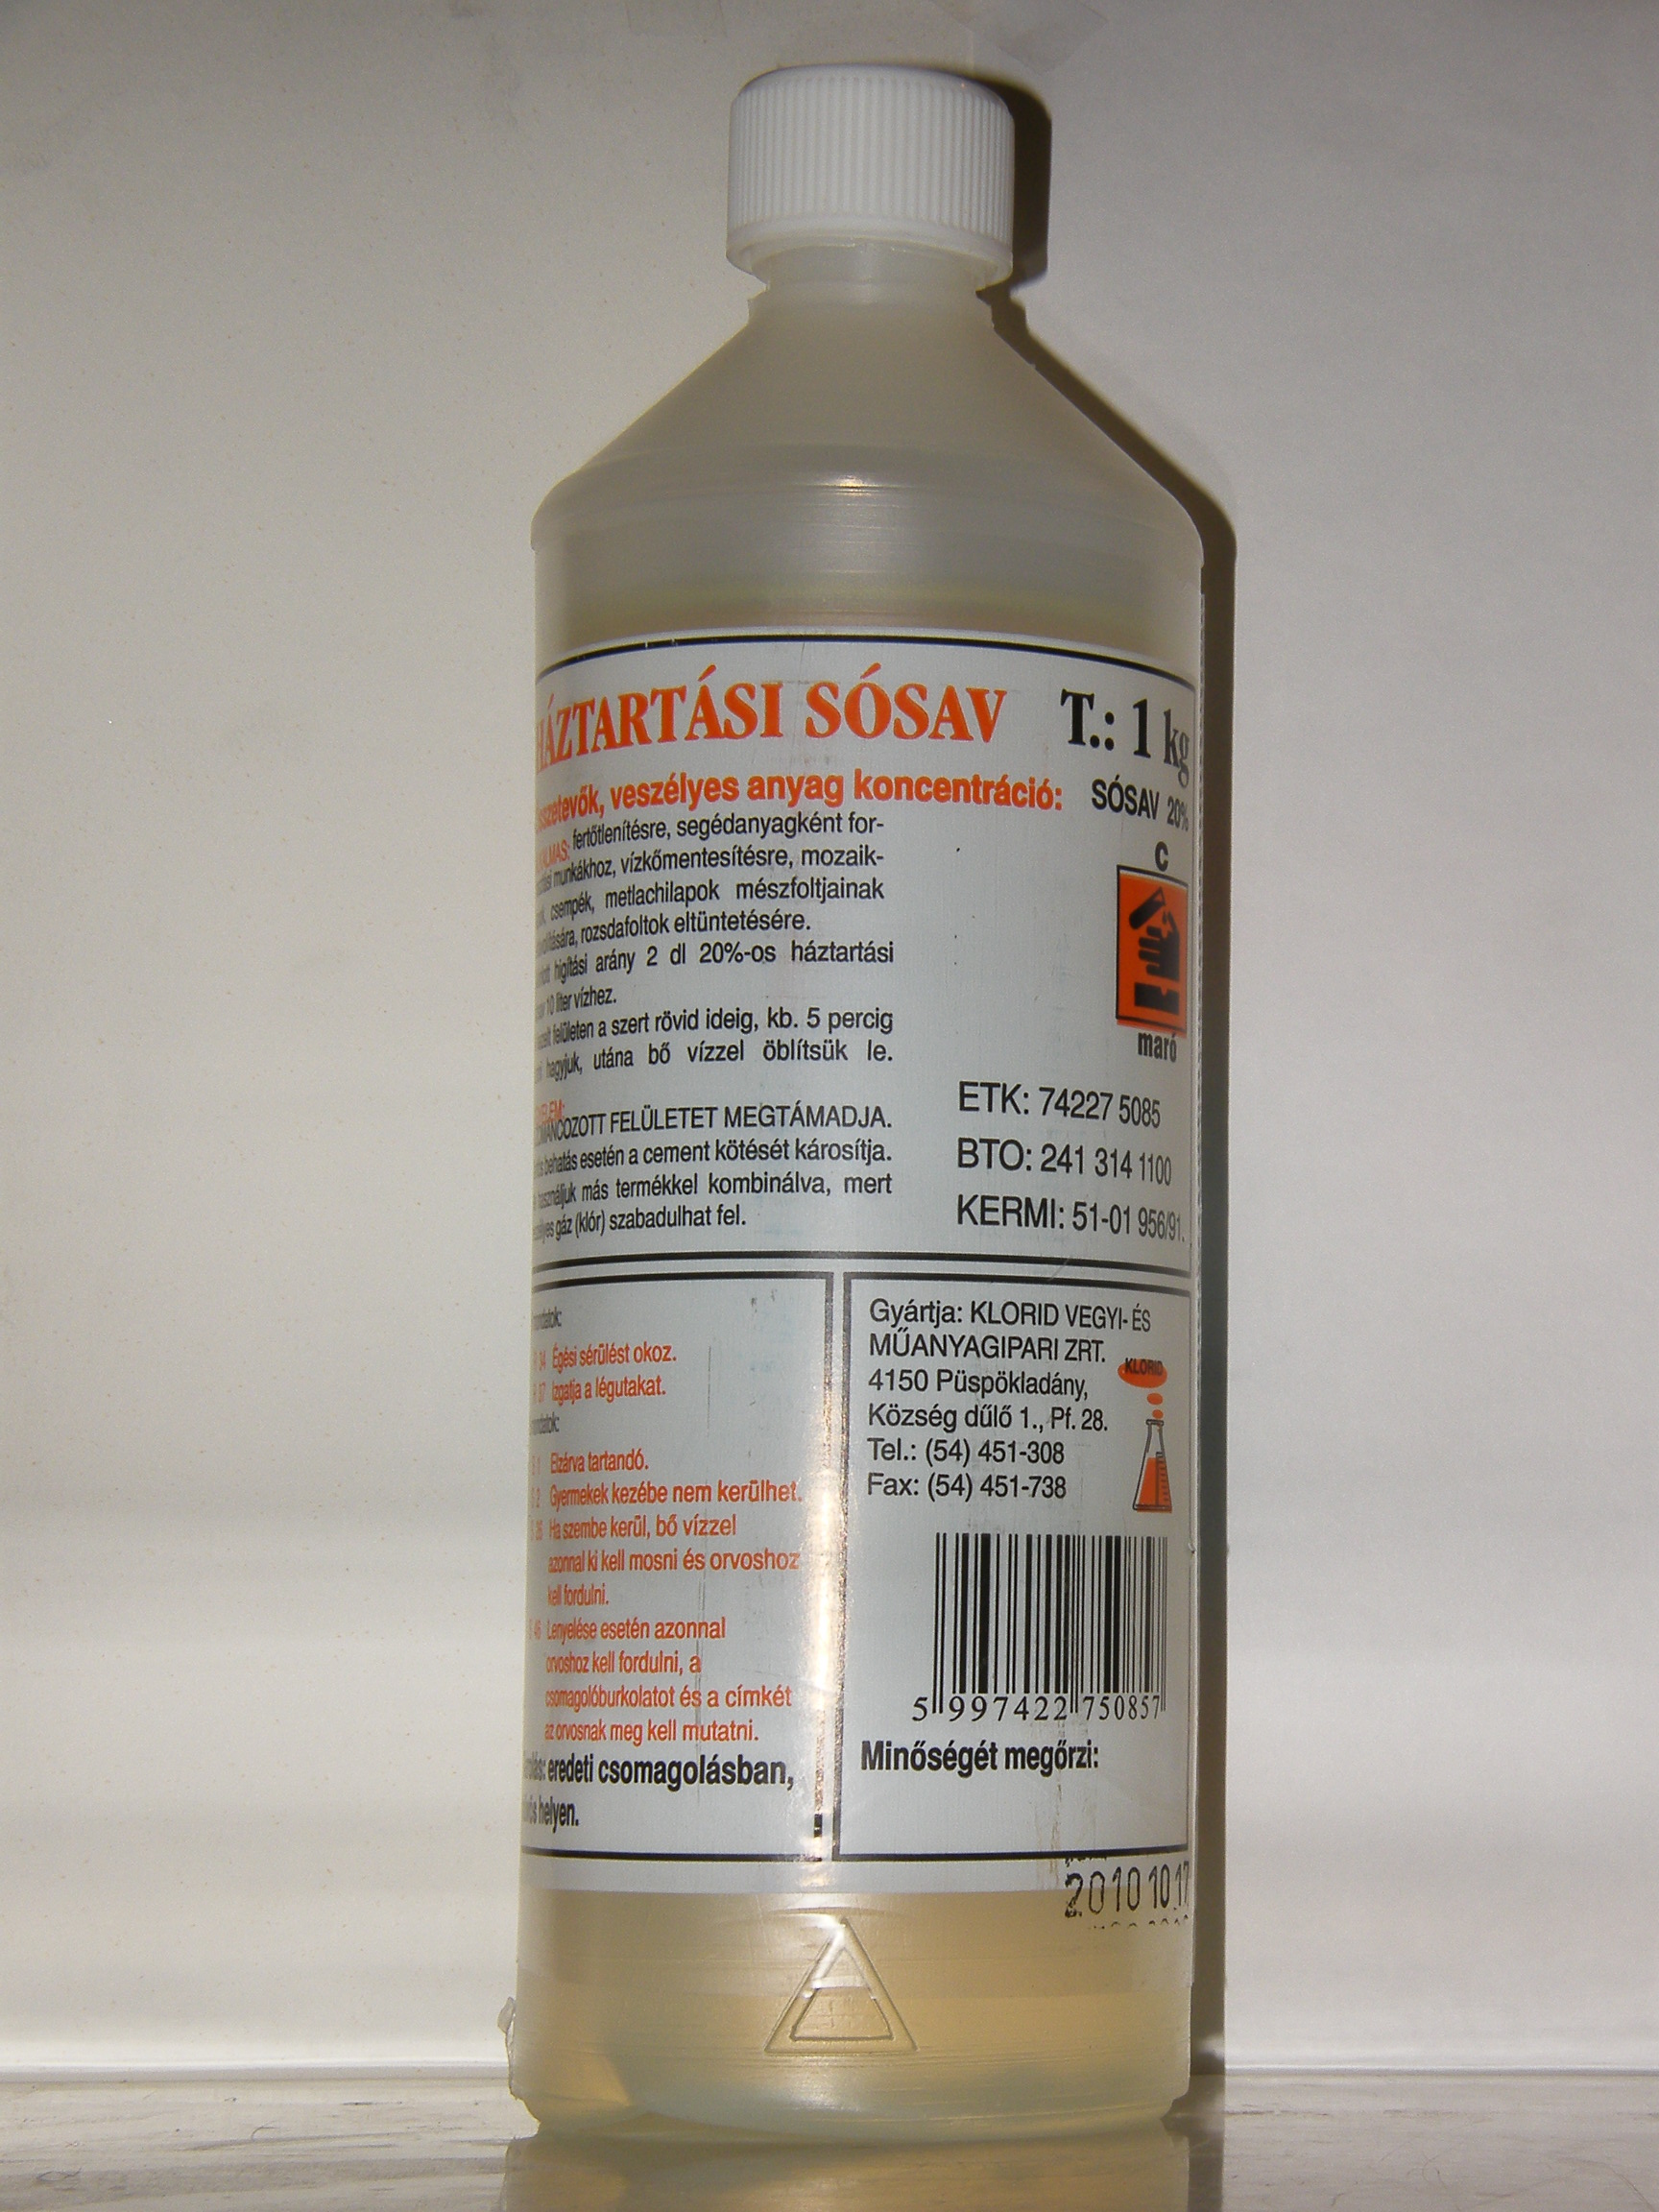 HÁZTARTÁSI SÓSAV T.: 1 kg
veszélyes anyag koncentráció: SÓSAV 20%
fertőtlenítésre, segédanyagként for-
munkákhoz, vízkőmentesítésre, mozaik-
csempék, metlachilapok mészfoltjainak
rozsdafoltok eltüntetésére.
higítási arány 2 dl 20%-os háztartási
10 liter vízhez.
felületen a szert rövid ideig, kb. 5 percig
hagyjuk, utána bő vízzel öblítsük le.
FELÜLETET MEGTÁMADJA.
behatás esetén a cement kötését károsítja.
használjuk más termékkel kombinálva, mert
gáz (klór) szabadulhat fel.
C
maró
ETK: 74227 5085
BTO: 241 314 1100
KERMI: 51-01 956/91.
34 Égési sérülést okoz.
37 Izgatja a légutakat.
1 Elzárva tartandó.
2 Gyermekek kezébe nem kerülhet.
26 Ha szembe kerül, bő vízzel
azonnal ki kell mosni és orvoshoz
kell fordulni.
Lenyelése esetén azonnal
orvoshoz kell fordulni, a
csomagolóburkolatot és a címkét
az orvosnak meg kell mutatni.
eredeti csomagolásban,
helyen.
Gyártja: KLORID VEGYI- ÉS
MŰANYAGIPARI ZRT.
KLORID
4150 Püspökladány,
Község dűlő 1., Pf. 28.
Tel.: (54) 451-308
Fax: (54) 451-738
5 997422 750857
Minőségét megőrzi:
2010 10 17